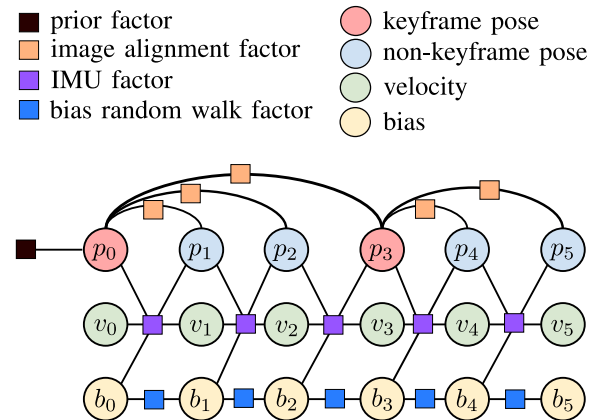 prior factor
image alignment factor
IMU factor
bias random walk factor
keyframe pose
non-keyframe pose
velocity
bias
p0 p1 p2 p3 p4 p5
v0 v1 v2 v3 v4 v5
b0 b1 b2 b3 b4 b5